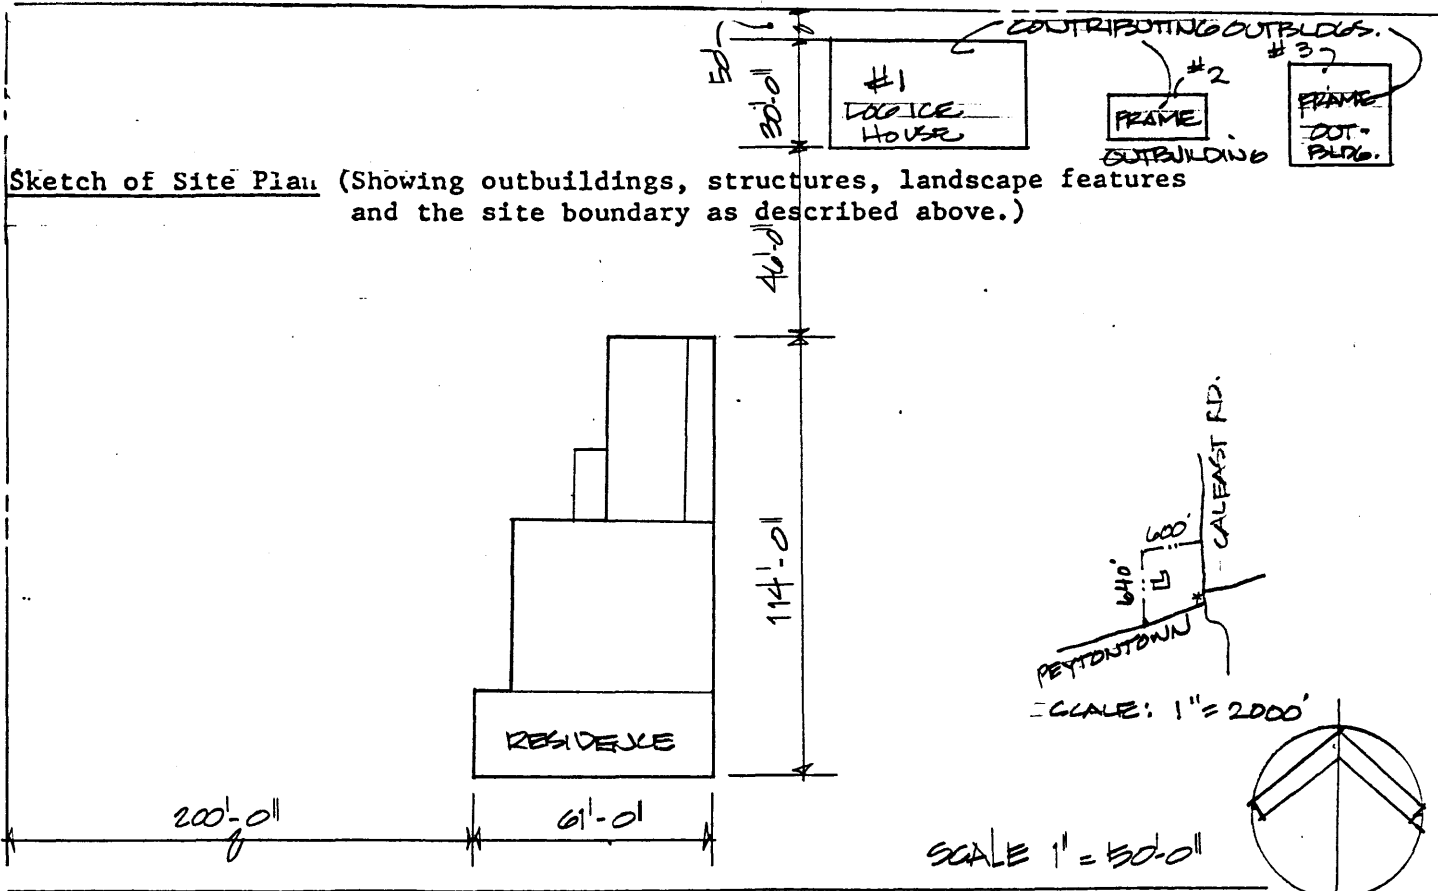 CONTRIBUTING OUTBLDGS.
50'
30'-0"
#1
LOG ICE
HOUSE
#2
FRAME
OUTBUILDING
#3
FRAME
OUT-
BLDG.
Sketch of Site Plan (Showing outbuildings, structures, landscape features
and the site boundary as described above.)
46'-0"
114'-0"
RESIDENCE
200'-0"
61'-0"
CALEAST RD.
600'
640'
PEYTONTOWN
SCALE: 1"= 2000'
SCALE 1" = 50'-0"